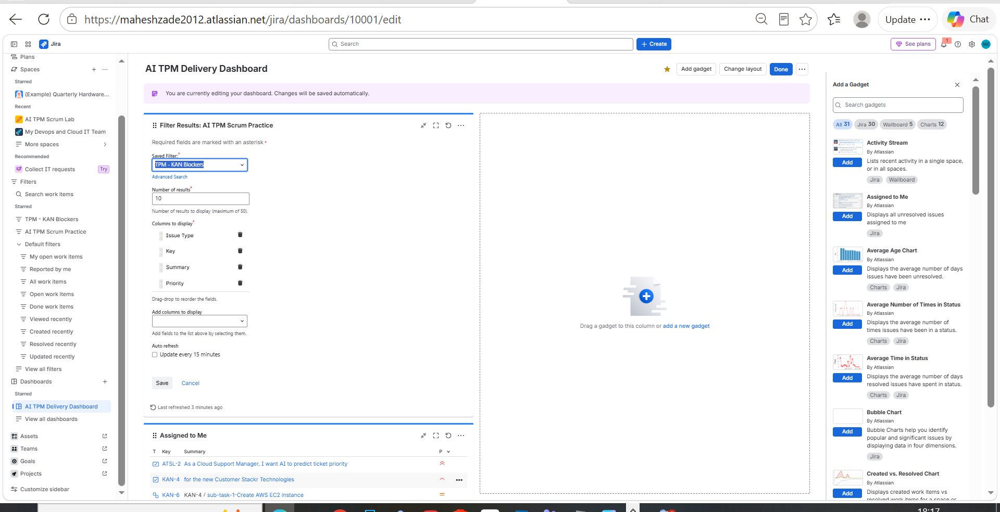 https://maheshzade2012.atlassian.net/jira/dashboards/10001/edit
Update
Chat
Jira
Search
Create
See plans
1
MZ
Plans
Spaces
Starred
(Example) Quarterly Hardware...
Recent
AI TPM Scrum Lab
My Devops and Cloud IT Team
More spaces
Recommended
Collect IT requests
Try
Filters
Search work items
Starred
TPM - KAN Blockers
AI TPM Scrum Practice
Default filters
My open work items
Reported by me
All work items
Open work items
Done work items
Viewed recently
Created recently
Resolved recently
Updated recently
View all filters
Dashboards
Starred
AI TPM Delivery Dashboard
View all dashboards
Assets
Teams
Goals
Projects
Customize sidebar
AI TPM Delivery Dashboard
Add gadget
Change layout
Done
You are currently editing your dashboard. Changes will be saved automatically.
Filter Results: AI TPM Scrum Practice
Required fields are marked with an asterisk *
Saved Filter:*
TPM - KAN Blockers
Advanced Search
Number of results*
10
Number of results to display (maximum of 50).
Columns to display*
Issue Type
Key
Summary
Priority
Drag-drop to reorder the fields.
Add columns to display
Add fields to the list above by selecting them.
Auto refresh
Update every 15 minutes
Save
Cancel
Last refreshed 3 minutes ago
Assigned to Me
T Key Summary P
ATSL-2 As a Cloud Support Manager, I want AI to predict ticket priority
KAN-4 for the new Customer Stackr Technologies
KAN-6 KAN-4 / sub-task-1-Create AWS EC2 instance
Drag a gadget to this column or add a new gadget
Add a Gadget
Search gadgets
All 31
Jira 30
Wallboard 5
Charts 12
Activity Stream
By Atlassian
Add
Lists recent activity in a single space,
or in all spaces.
Jira
Wallboard
Assigned to Me
By Atlassian
Add
Displays all unresolved issues
assigned to me
Jira
Average Age Chart
By Atlassian
Add
Displays the average number of days
issues have been unresolved.
Charts
Jira
Average Number of Times in Status
By Atlassian
Add
Displays the average number of
times issues have been in a status.
Charts
Jira
Average Time in Status
By Atlassian
Add
Displays the average number of days
resolved issues have spent in status.
Charts
Jira
Bubble Chart
By Atlassian
Add
Bubble Charts help you identify
popular and significant issues by
displaying data in four dimensions.
Jira
Created vs. Resolved Chart
By Atlassian
Add
Displays created work items vs
resolved work items for a space or